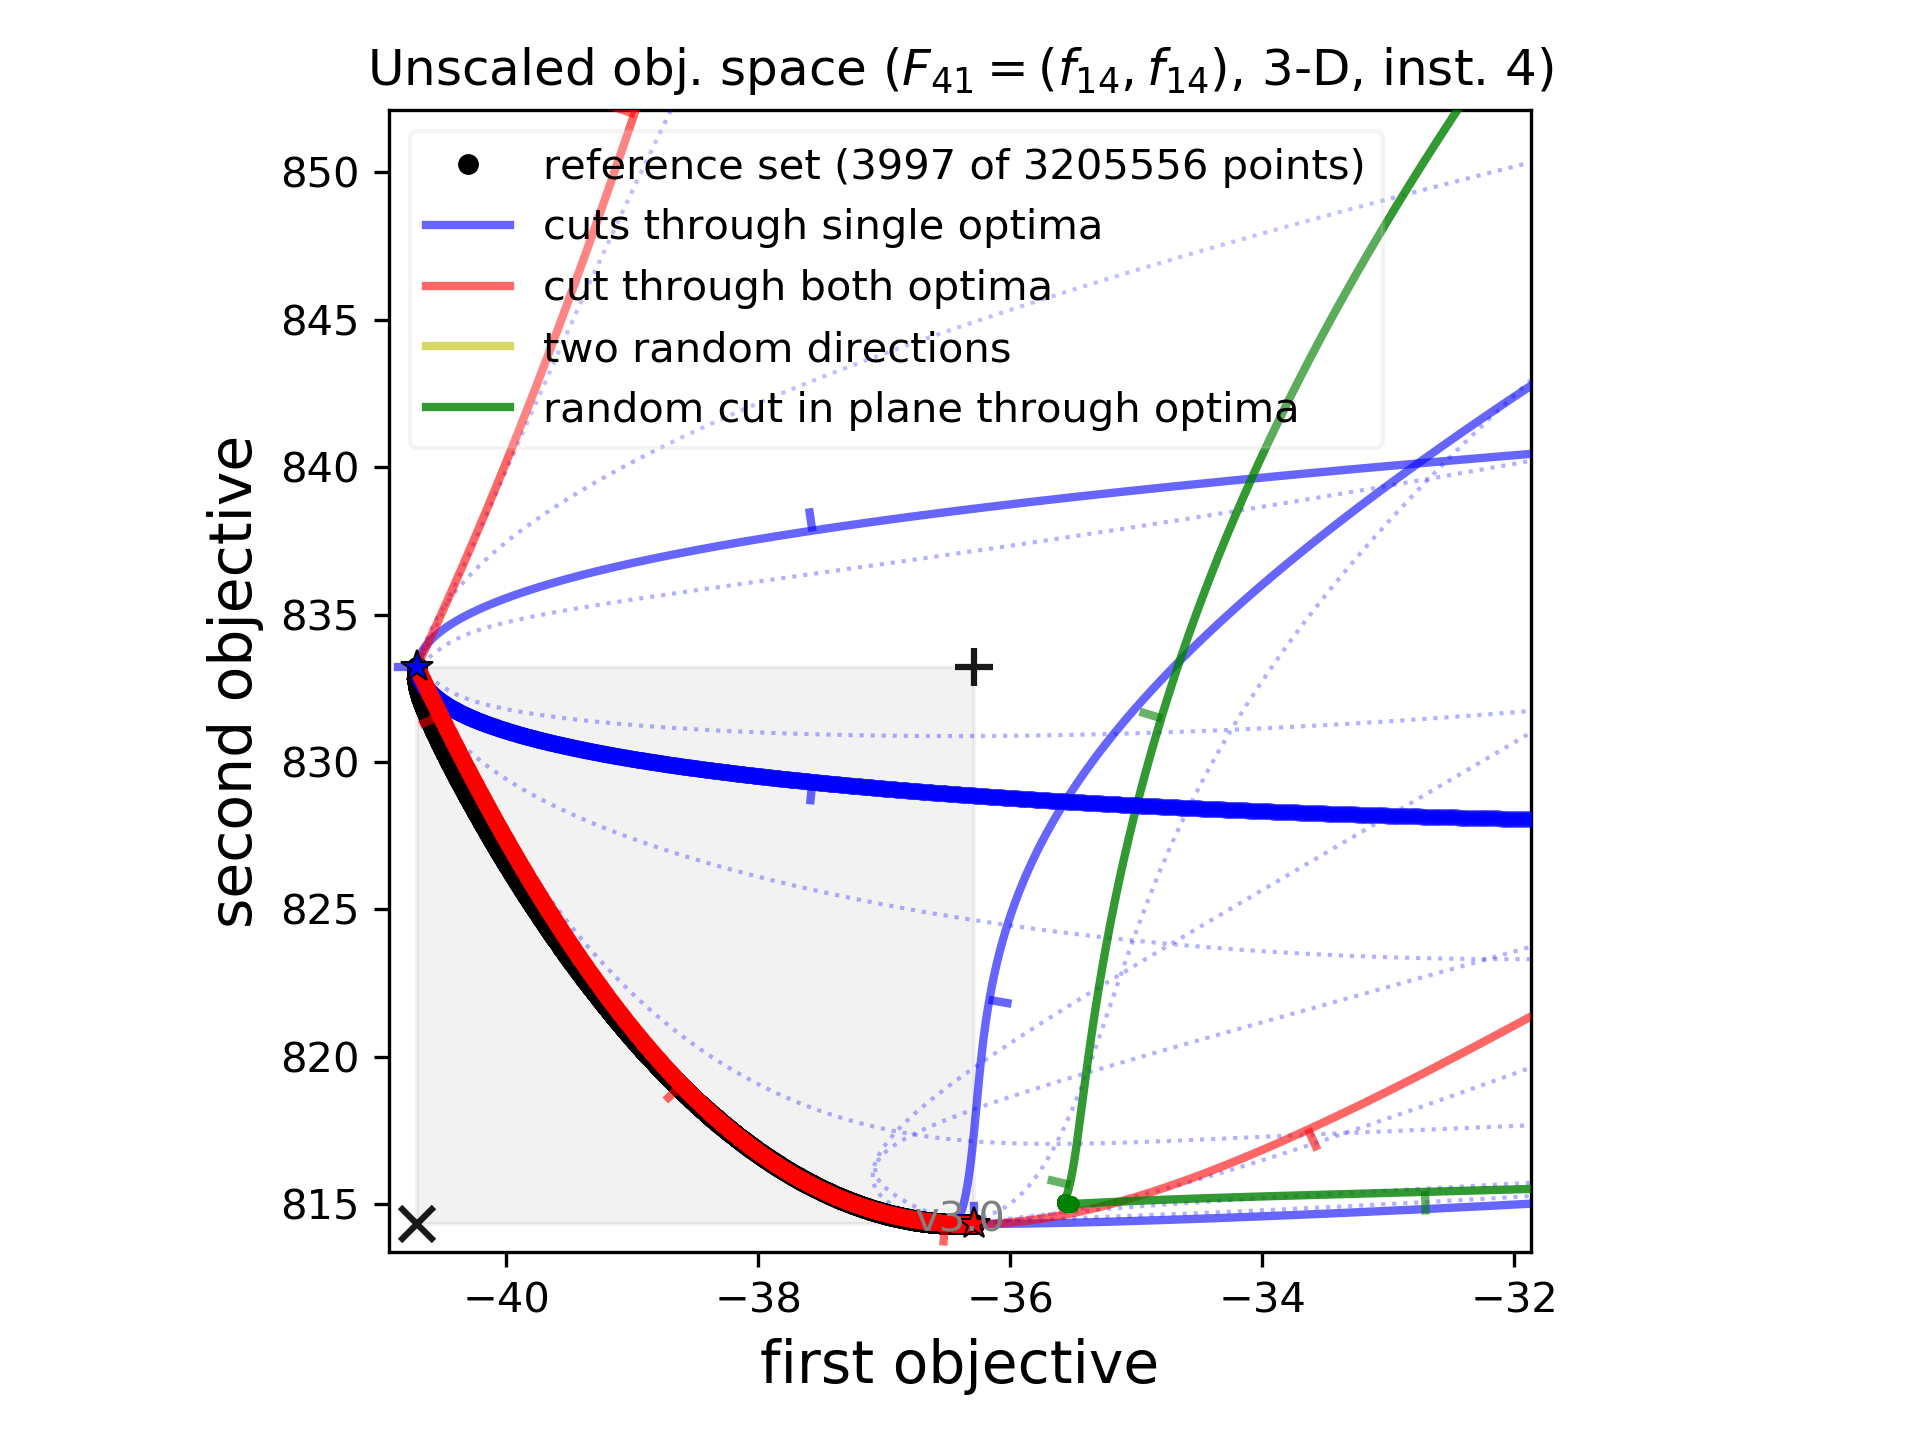 Unscaled obj. space (F₄₁ = (f₁₄, f₁₄), 3-D, inst. 4)
reference set (3997 of 3205556 points)
cuts through single optima
cut through both optima
two random directions
random cut in plane through optima
850
845
840
835
830
825
820
815
second objective
v3.0
−40 −38 −36 −34 −32
first objective